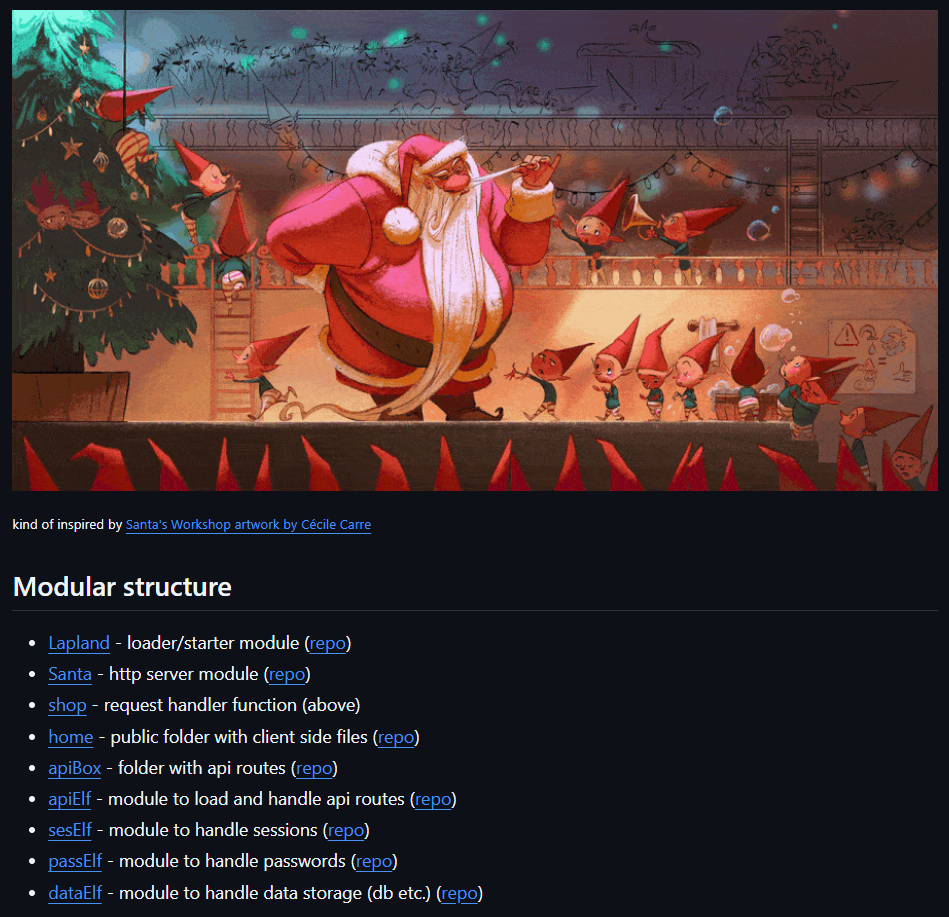 kind of inspired by Santa's Workshop artwork by Cécile Carre
Modular structure
Lapland - loader/starter module (repo)
Santa - http server module (repo)
shop - request handler function (above)
home - public folder with client side files (repo)
apiBox - folder with api routes (repo)
apiElf - module to load and handle api routes (repo)
sesElf - module to handle sessions (repo)
passElf - module to handle passwords (repo)
dataElf - module to handle data storage (db etc.) (repo)